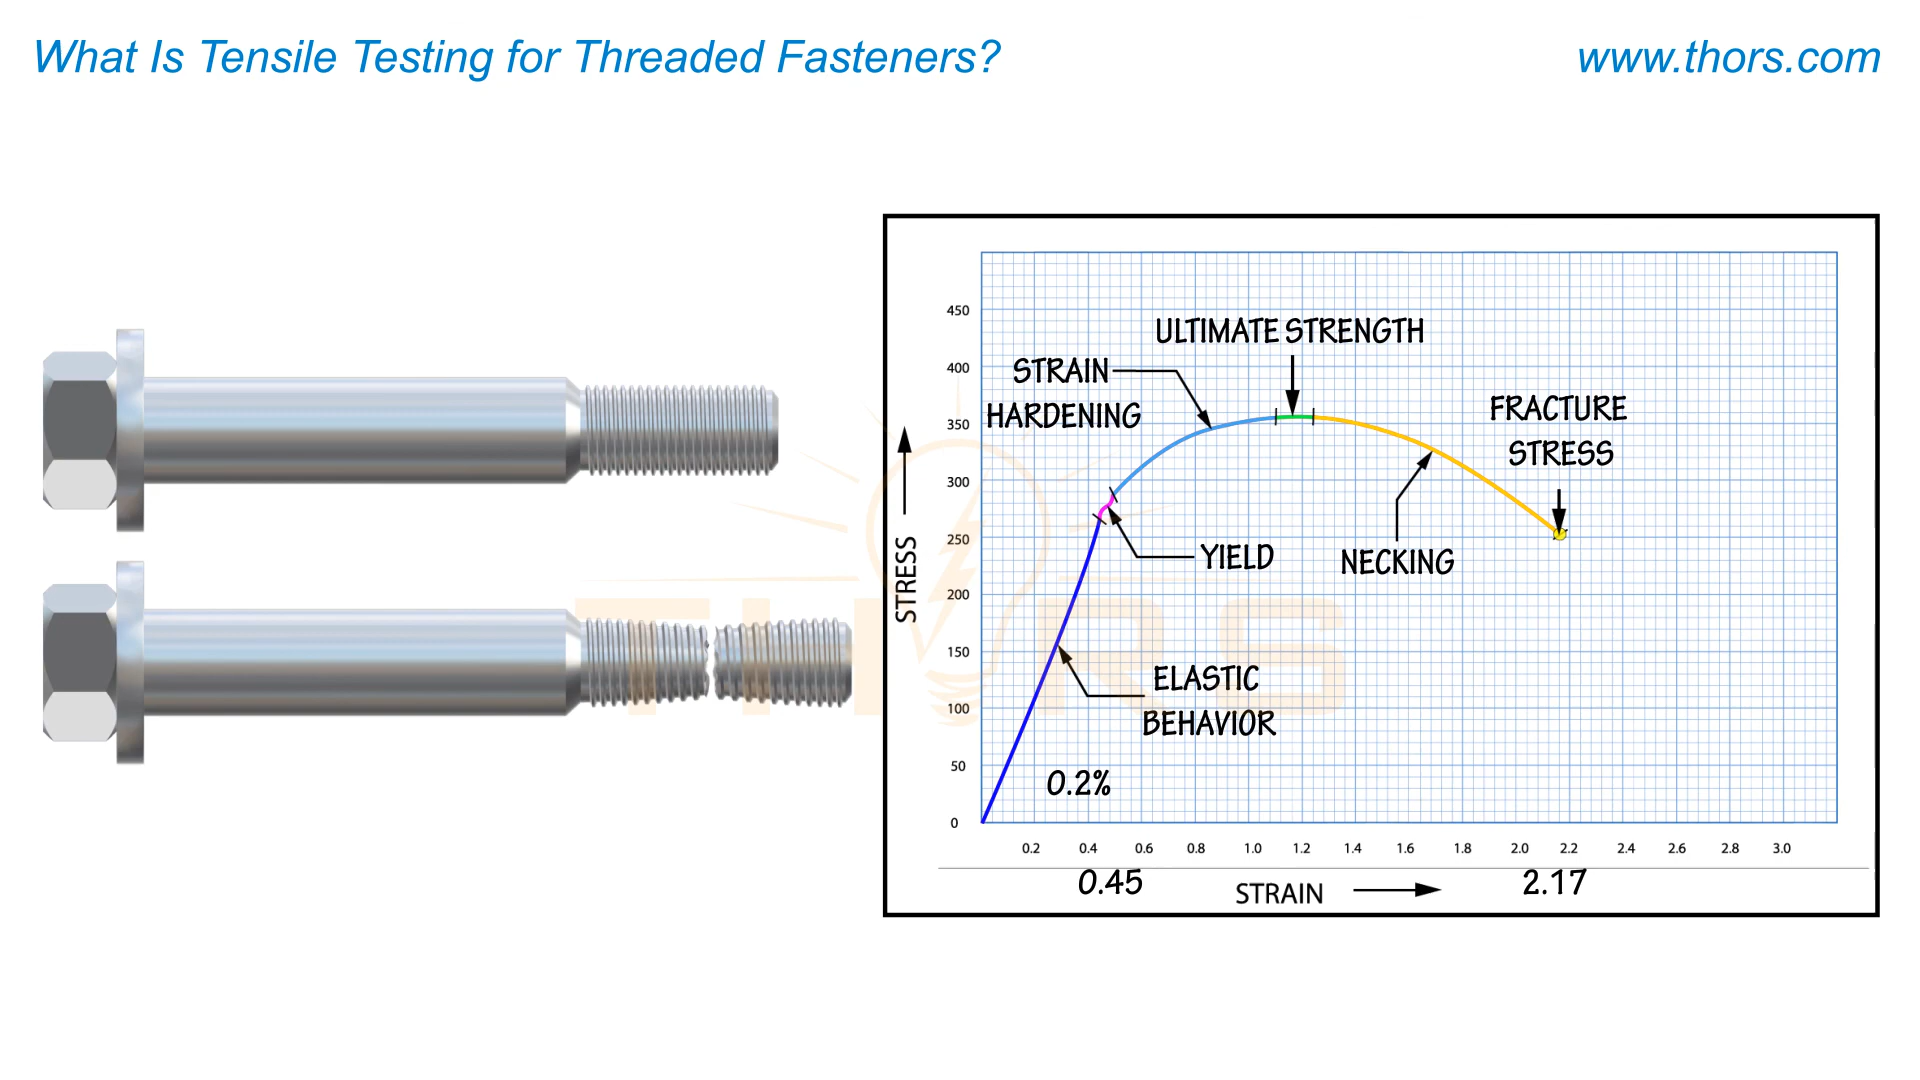 What Is Tensile Testing for Threaded Fasteners?
www.thors.com
450
400
350
300
250
200
150
100
50
0
STRESS
ULTIMATE STRENGTH
STRAIN
HARDENING
FRACTURE
STRESS
YIELD
NECKING
ELASTIC
BEHAVIOR
0.2%
0.2 0.4 0.6 0.8 1.0 1.2 1.4 1.6 1.8 2.0 2.2 2.4 2.6 2.8 3.0
0.45
STRAIN
2.17
THORS